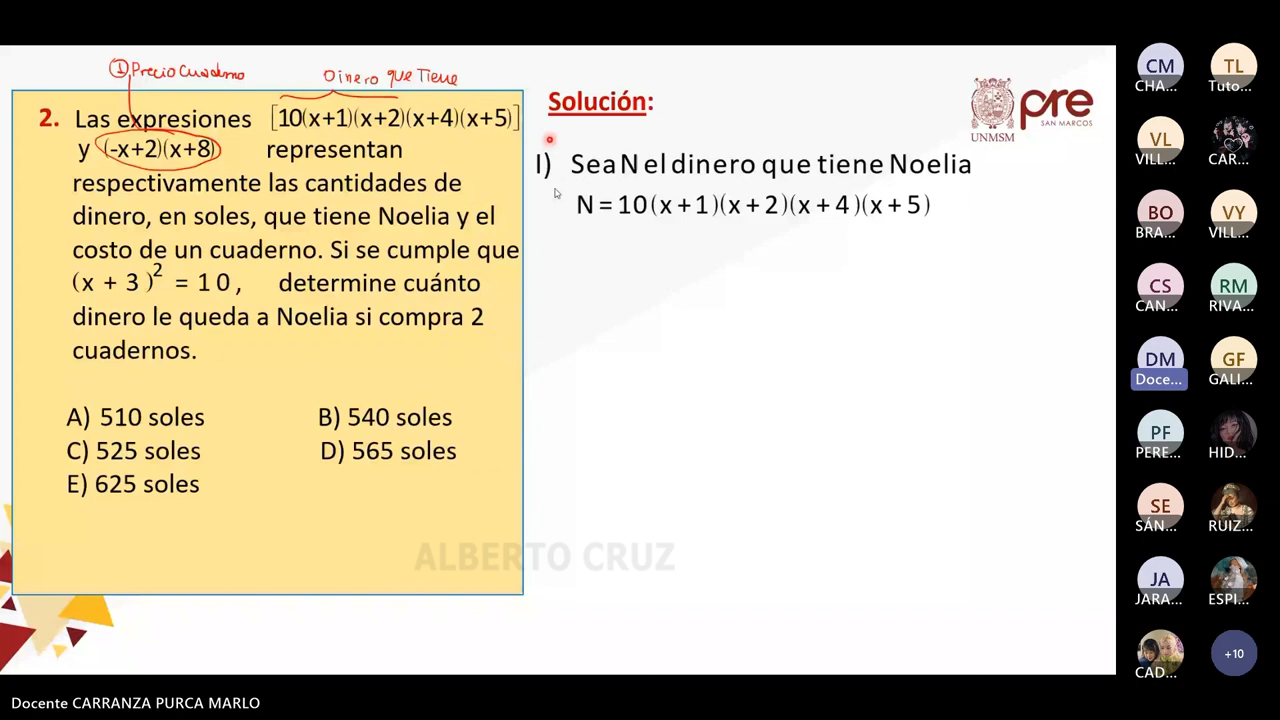 ① Precio Cuaderno
Dinero que Tiene
2. Las expresiones [10(x+1)(x+2)(x+4)(x+5)]
y (-x+2)(x+8) representan
respectivamente las cantidades de
dinero, en soles, que tiene Noelia y el
costo de un cuaderno. Si se cumple que
(x + 3)² = 10, determine cuánto
dinero le queda a Noelia si compra 2
cuadernos.
A) 510 soles B) 540 soles
C) 525 soles D) 565 soles
E) 625 soles
Solución:
I) Sea N el dinero que tiene Noelia
N = 10(x+1)(x+2)(x+4)(x+5)
UNMSM
pre
SAN MARCOS
ALBERTO CRUZ
CM TL
CHA... Tuto...
VL
VILL... CAR...
BO VY
BRA... VILL...
CS RM
CAN... RIVA...
DM GF
Doce... GALI...
PF
PERE... HID...
SE
SÁN... RUIZ...
JA
JARA... ESPI...
CAD... +10
Docente CARRANZA PURCA MARLO